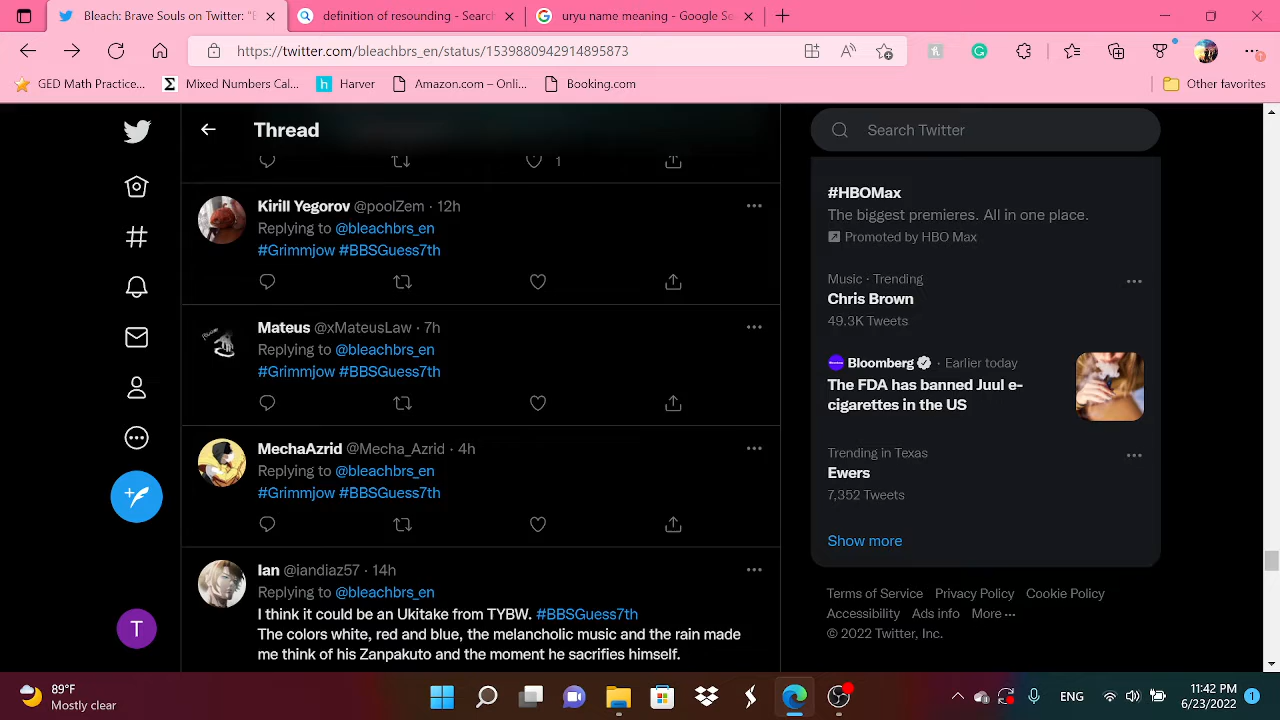 Bleach: Brave Souls on Twitter: "E
definition of resounding - Search
uryu name meaning - Google Se
https://twitter.com/bleachbrs_en/status/1539880942914895873
GED Math Practice...
Mixed Numbers Cal...
Harver
Amazon.com – Onli...
Booking.com
Other favorites
Thread
1
Kirill Yegorov @poolZem · 12h
Replying to @bleachbrs_en
#Grimmjow #BBSGuess7th
Mateus @xMateusLaw · 7h
Replying to @bleachbrs_en
#Grimmjow #BBSGuess7th
MechaAzrid @Mecha_Azrid · 4h
Replying to @bleachbrs_en
#Grimmjow #BBSGuess7th
Ian @iandiaz57 · 14h
Replying to @bleachbrs_en
I think it could be an Ukitake from TYBW. #BBSGuess7th
The colors white, red and blue, the melancholic music and the rain made
me think of his Zanpakuto and the moment he sacrifies himself.
T
Search Twitter
#HBOMax
The biggest premieres. All in one place.
Promoted by HBO Max
Music · Trending
Chris Brown
49.3K Tweets
Bloomberg · Earlier today
The FDA has banned Juul e-
cigarettes in the US
Trending in Texas
Ewers
7,352 Tweets
Show more
Terms of Service Privacy Policy Cookie Policy
Accessibility Ads info More ···
© 2022 Twitter, Inc.
89°F
Mostly clear
ENG
11:42 PM
6/23/2022
1